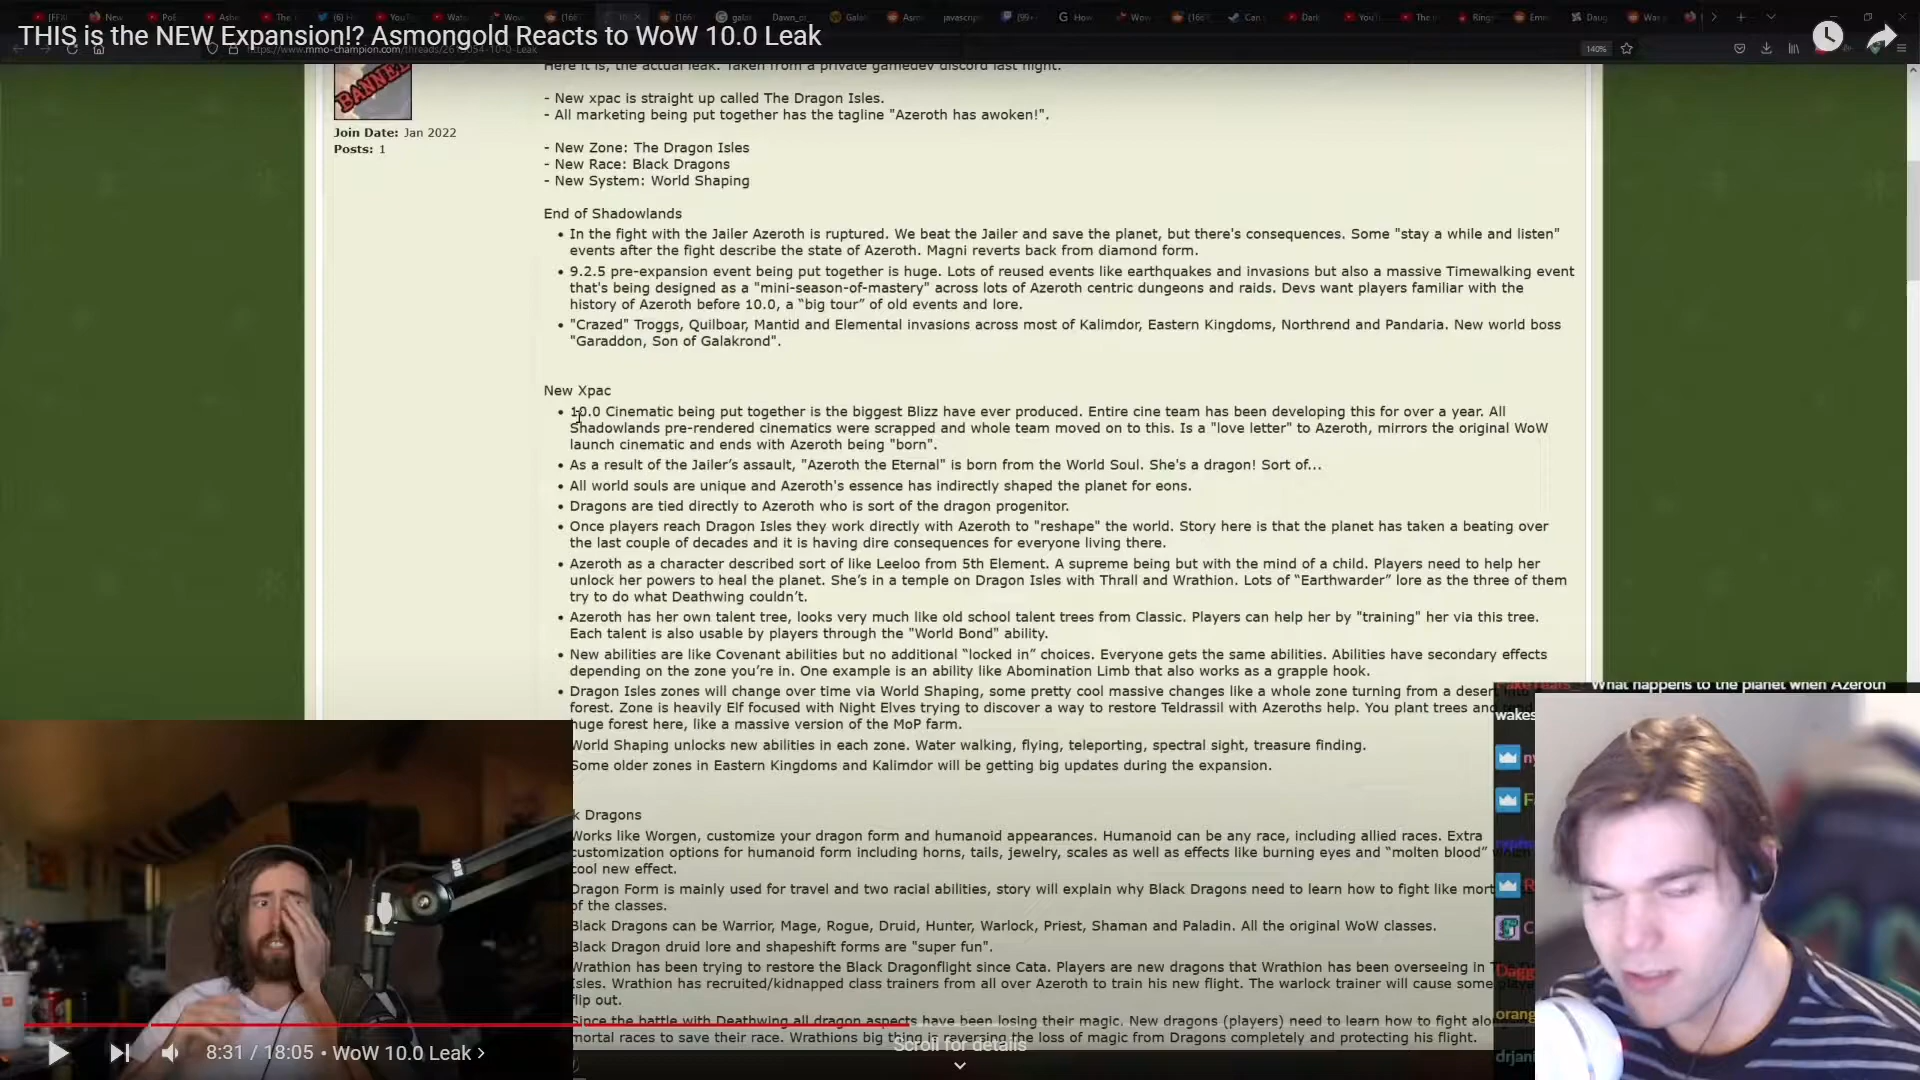 THIS is the NEW Expansion!? Asmongold Reacts to WoW 10.0 Leak
140%
Here it is, the actual leak. Taken from a private gamedev discord last night.
BANNED
- New xpac is straight up called The Dragon Isles.
- All marketing being put together has the tagline "Azeroth has awoken!".
Join Date: Jan 2022
Posts: 1
- New Zone: The Dragon Isles
- New Race: Black Dragons
- New System: World Shaping
End of Shadowlands
• In the fight with the Jailer Azeroth is ruptured. We beat the Jailer and save the planet, but there's consequences. Some "stay a while and listen"
events after the fight describe the state of Azeroth. Magni reverts back from diamond form.
• 9.2.5 pre-expansion event being put together is huge. Lots of reused events like earthquakes and invasions but also a massive Timewalking event
that's being designed as a "mini-season-of-mastery" across lots of Azeroth centric dungeons and raids. Devs want players familiar with the
history of Azeroth before 10.0, a “big tour” of old events and lore.
• "Crazed" Troggs, Quilboar, Mantid and Elemental invasions across most of Kalimdor, Eastern Kingdoms, Northrend and Pandaria. New world boss
"Garaddon, Son of Galakrond".
New Xpac
• 10.0 Cinematic being put together is the biggest Blizz have ever produced. Entire cine team has been developing this for over a year. All
Shadowlands pre-rendered cinematics were scrapped and whole team moved on to this. Is a "love letter" to Azeroth, mirrors the original WoW
launch cinematic and ends with Azeroth being "born".
• As a result of the Jailer’s assault, "Azeroth the Eternal" is born from the World Soul. She's a dragon! Sort of...
• All world souls are unique and Azeroth's essence has indirectly shaped the planet for eons.
• Dragons are tied directly to Azeroth who is sort of the dragon progenitor.
• Once players reach Dragon Isles they work directly with Azeroth to "reshape" the world. Story here is that the planet has taken a beating over
the last couple of decades and it is having dire consequences for everyone living there.
• Azeroth as a character described sort of like Leeloo from 5th Element. A supreme being but with the mind of a child. Players need to help her
unlock her powers to heal the planet. She’s in a temple on Dragon Isles with Thrall and Wrathion. Lots of “Earthwarder” lore as the three of them
try to do what Deathwing couldn’t.
• Azeroth has her own talent tree, looks very much like old school talent trees from Classic. Players can help her by "training" her via this tree.
Each talent is also usable by players through the "World Bond" ability.
• New abilities are like Covenant abilities but no additional “locked in” choices. Everyone gets the same abilities. Abilities have secondary effects
depending on the zone you’re in. One example is an ability like Abomination Limb that also works as a grapple hook.
• Dragon Isles zones will change over time via World Shaping, some pretty cool massive changes like a whole zone turning from a desert
forest. Zone is heavily Elf focused with Night Elves trying to discover a way to restore Teldrassil with Azeroths help. You plant trees and
huge forest here, like a massive version of the MoP farm.
World Shaping unlocks new abilities in each zone. Water walking, flying, teleporting, spectral sight, treasure finding.
Some older zones in Eastern Kingdoms and Kalimdor will be getting big updates during the expansion.
k Dragons
Works like Worgen, customize your dragon form and humanoid appearances. Humanoid can be any race, including allied races. Extra
customization options for humanoid form including horns, tails, jewelry, scales as well as effects like burning eyes and “molten blood”
cool new effect.
Dragon Form is mainly used for travel and two racial abilities, story will explain why Black Dragons need to learn how to fight like mort
of the classes.
Black Dragons can be Warrior, Mage, Rogue, Druid, Hunter, Warlock, Priest, Shaman and Paladin. All the original WoW classes.
Black Dragon druid lore and shapeshift forms are "super fun".
Wrathion has been trying to restore the Black Dragonflight since Cata. Players are new dragons that Wrathion has been overseeing in T
Isles. Wrathion has recruited/kidnapped class trainers from all over Azeroth to train his new flight. The warlock trainer will cause some
flip out.
Since the battle with Deathwing all dragon aspects have been losing their magic. New dragons (players) need to learn how to fight alo
mortal races to save their race. Wrathions big thing is reversing the loss of magic from Dragons completely and protecting his flight.
What happens to the planet when Azeroth
wakes
8:31 / 18:05 • WoW 10.0 Leak ›
Scroll for details